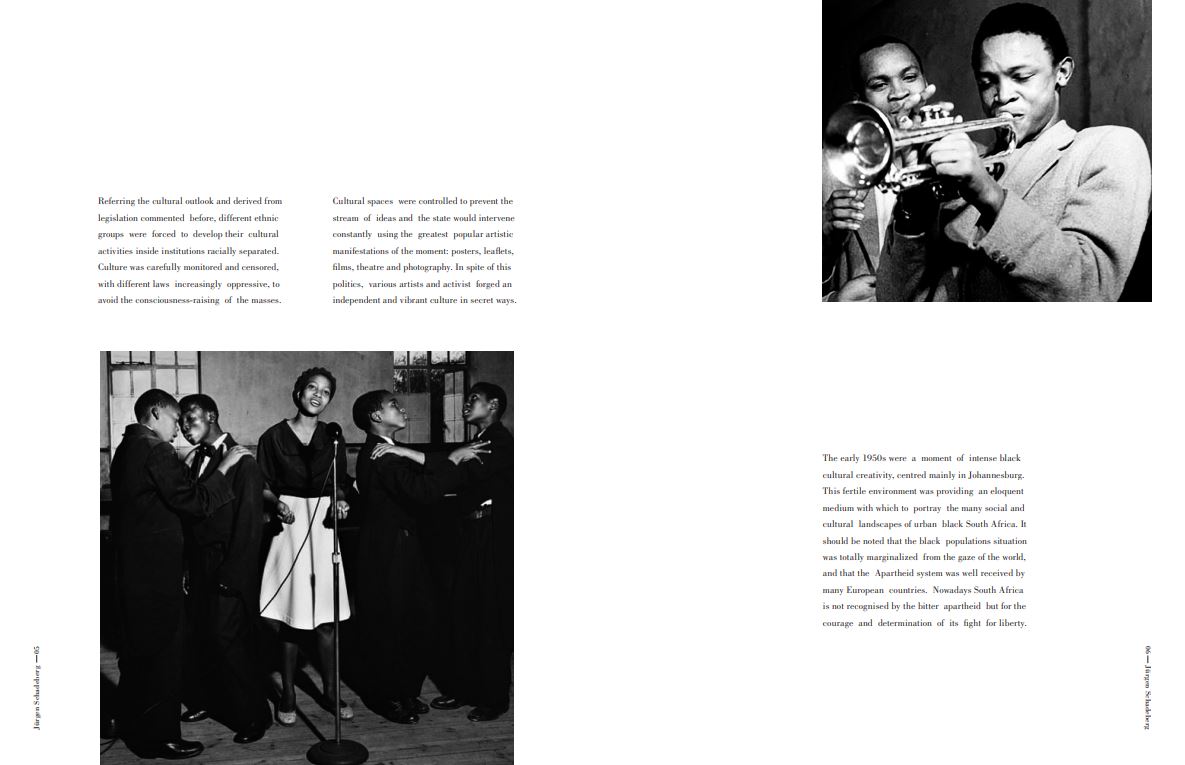 Referring the cultural outlook and derived from
legislation commented before, different ethnic
groups were forced to develop their cultural
activities inside institutions racially separated.
Culture was carefully monitored and censored,
with different laws increasingly oppressive, to
avoid the consciousness-raising of the masses.
Cultural spaces were controlled to prevent the
stream of ideas and the state would intervene
constantly using the greatest popular artistic
manifestations of the moment: posters, leaflets,
films, theatre and photography. In spite of this
politics, various artists and activist forged an
independent and vibrant culture in secret ways.
Jürgen Schadeberg —05
The early 1950s were a moment of intense black
cultural creativity, centred mainly in Johannesburg.
This fertile environment was providing an eloquent
medium with which to portray the many social and
cultural landscapes of urban black South Africa. It
should be noted that the black populations situation
was totally marginalized from the gaze of the world,
and that the Apartheid system was well received by
many European countries. Nowadays South Africa
is not recognised by the bitter apartheid but for the
courage and determination of its fight for liberty.
06 — Jürgen Schadeberg